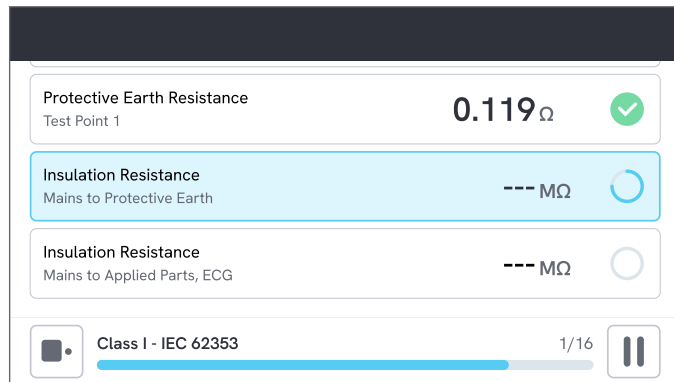 Protective Earth Resistance
Test Point 1
0.119 Ω
Insulation Resistance
Mains to Protective Earth
--- MΩ
Insulation Resistance
Mains to Applied Parts, ECG
--- MΩ
Class I - IEC 62353
1/16